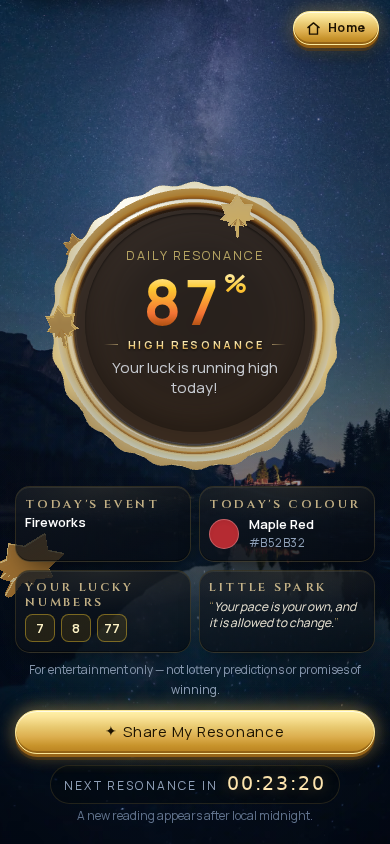 Home
DAILY RESONANCE
87%
HIGH RESONANCE
Your luck is running high
today!
TODAY'S EVENT
Fireworks
TODAY'S COLOUR
Maple Red
#B52B32
YOUR LUCKY
NUMBERS
7 8 77
LITTLE SPARK
"Your pace is your own, and
it is allowed to change."
For entertainment only — not lottery predictions or promises of
winning.
✦ Share My Resonance
NEXT RESONANCE IN 00:23:20
A new reading appears after local midnight.